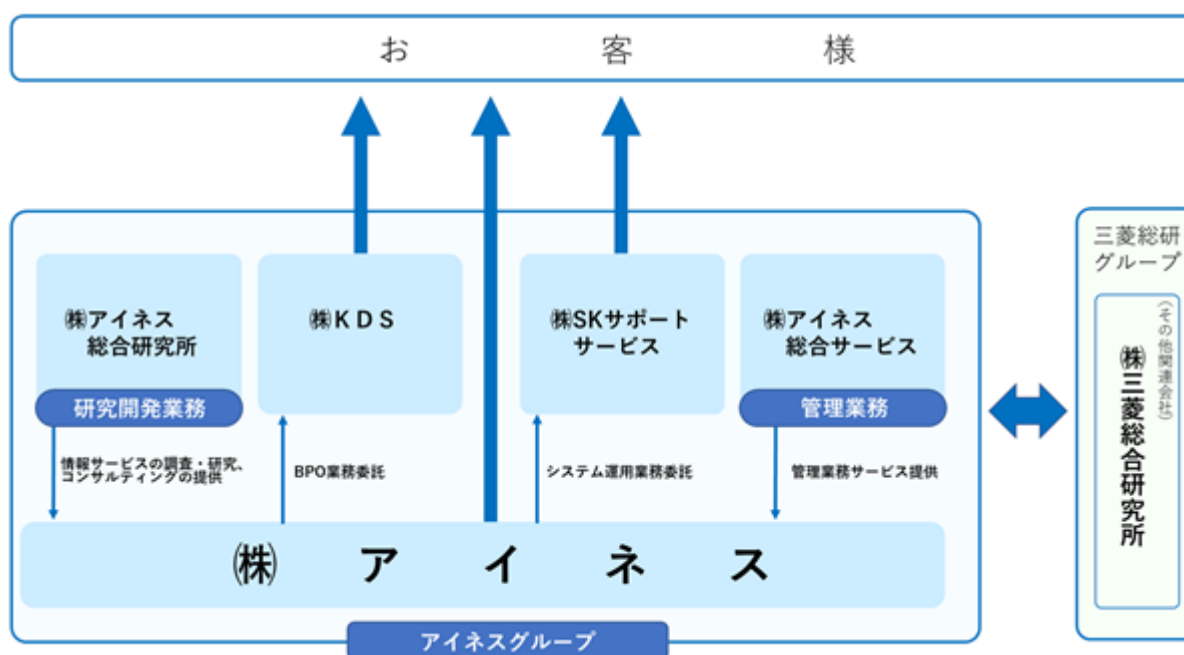 お客様
三菱総研
グループ
(その他関連会社)
㈱三菱総合研究所
㈱アイネス
総合研究所
㈱ＫＤＳ
㈱SKサポート
サービス
㈱アイネス
総合サービス
研究開発業務
管理業務
情報サービスの調査・研究、
コンサルティングの提供
BPO業務委託
システム運用業務委託
管理業務サービス提供
㈱アイネス
アイネスグループ